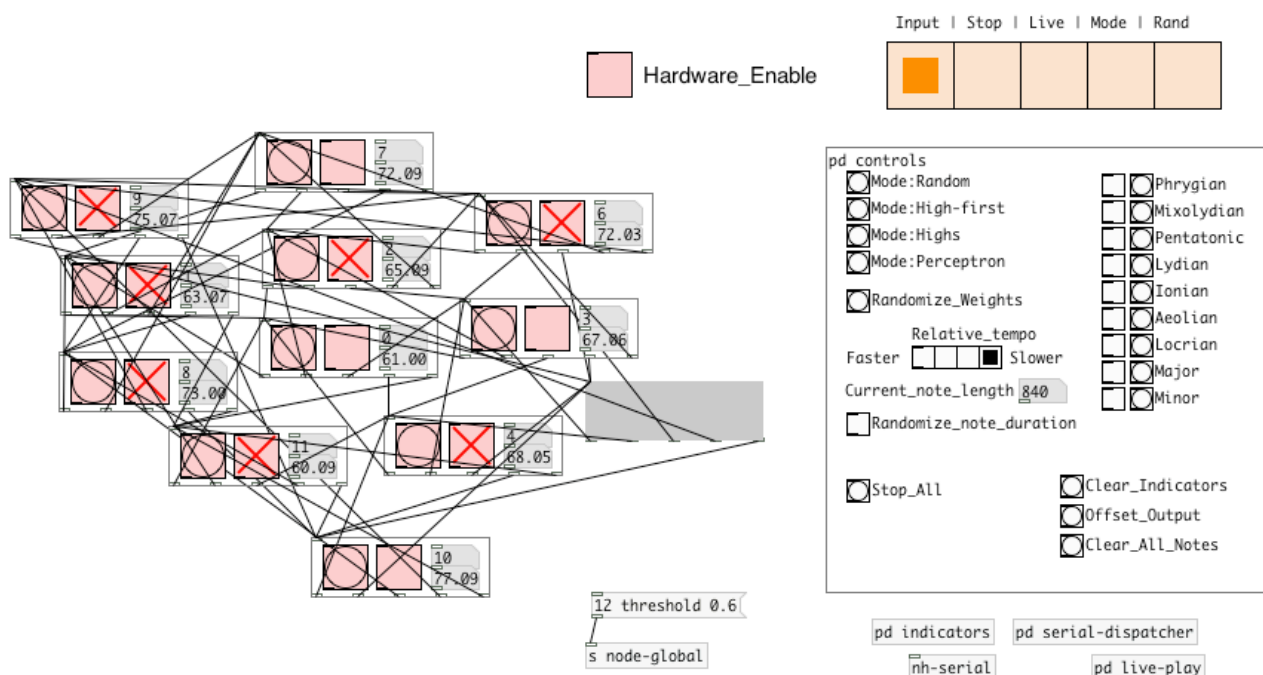 Input | Stop | Live | Mode | Rand
Hardware_Enable
7
72.09
9
75.07
6
72.03
2
65.09
1
63.07
3
67.06
0
61.00
8
73.00
11
60.09
4
68.05
10
77.09
12 threshold 0.6
s node-global
pd controls
Mode:Random
Mode:High-first
Mode:Highs
Mode:Perceptron
Randomize_Weights
Relative_tempo
Faster
Slower
Current_note_length 840
Randomize_note_duration
Stop_All
Phrygian
Mixolydian
Pentatonic
Lydian
Ionian
Aeolian
Locrian
Major
Minor
Clear_Indicators
Offset_Output
Clear_All_Notes
pd indicators
pd serial-dispatcher
nh-serial
pd live-play